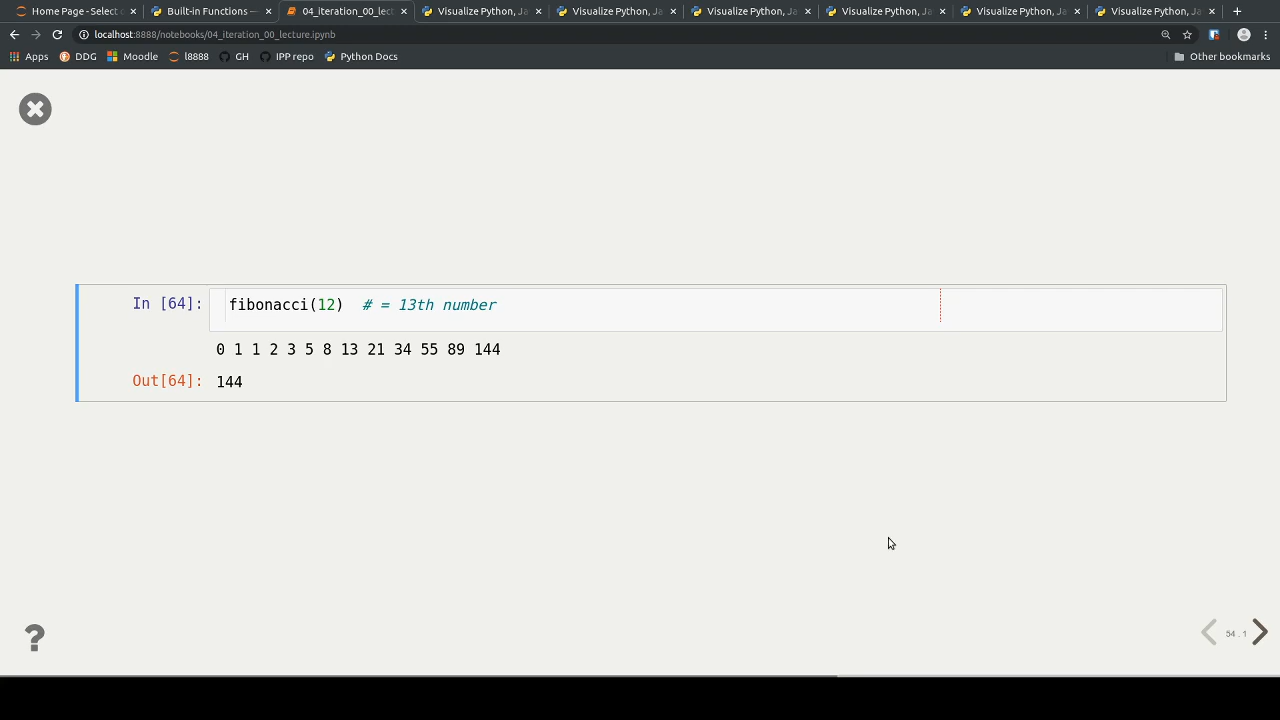 Home Page - Select o
Built-in Functions —
04_iteration_00_lect
Visualize Python, Ja
Visualize Python, Ja
Visualize Python, Ja
Visualize Python, Ja
Visualize Python, Ja
Visualize Python, Ja
localhost:8888/notebooks/04_iteration_00_lecture.ipynb
Apps DDG Moodle l8888 GH IPP repo Python Docs Other bookmarks
In [64]: fibonacci(12) # = 13th number
0 1 1 2 3 5 8 13 21 34 55 89 144
Out[64]: 144
?
54 . 1